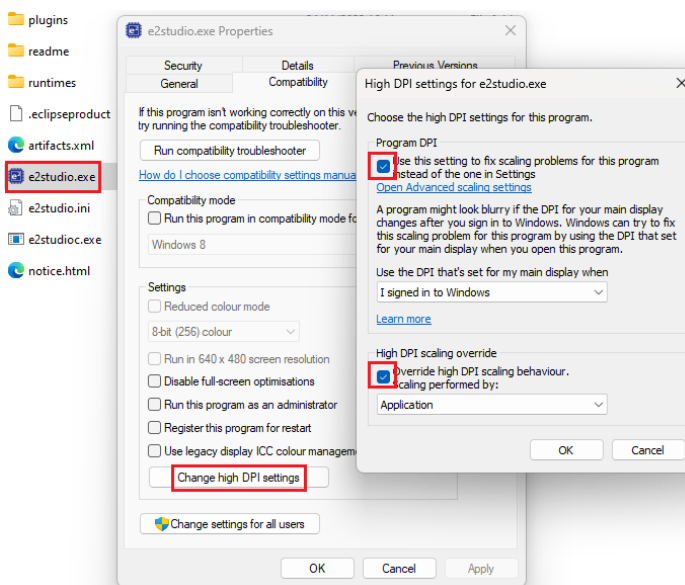 plugins
readme
runtimes
.eclipseproduct
artifacts.xml
e2studio.exe
e2studio.ini
e2studioc.exe
notice.html
e2studio.exe Properties
Security Details Previous Versions
General Compatibility
If this program isn't working correctly on this ve
try running the compatibility troubleshooter.
Run compatibility troubleshooter
How do I choose compatibility settings manua
Compatibility mode
Run this program in compatibility mode fo
Windows 8
Settings
Reduced colour mode
8-bit (256) colour
Run in 640 x 480 screen resolution
Disable full-screen optimisations
Run this program as an administrator
Register this program for restart
Use legacy display ICC colour managem
Change high DPI settings
Change settings for all users
OK Cancel Apply
High DPI settings for e2studio.exe
Choose the high DPI settings for this program.
Program DPI
Use this setting to fix scaling problems for this program
instead of the one in Settings
Open Advanced scaling settings
A program might look blurry if the DPI for your main display
changes after you sign in to Windows. Windows can try to fix
this scaling problem for this program by using the DPI that set
for your main display when you open this program.
Use the DPI that's set for my main display when
I signed in to Windows
Learn more
High DPI scaling override
Override high DPI scaling behaviour.
Scaling performed by:
Application
OK Cancel